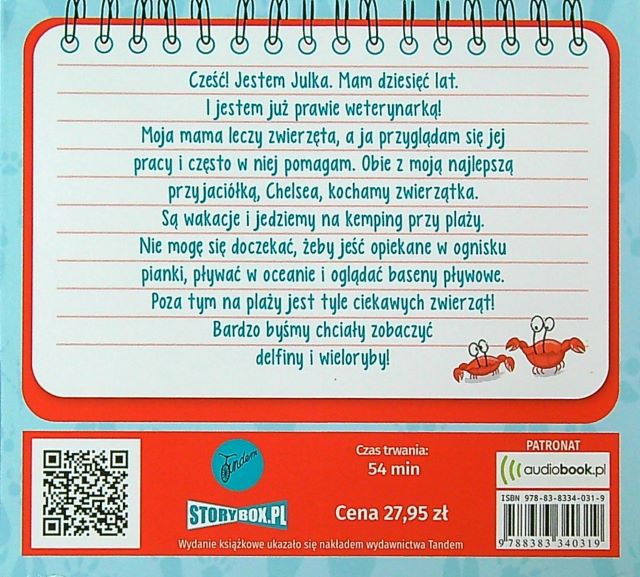 Cześć! Jestem Julka. Mam dziesięć lat.
I jestem już prawie weterynarką!
Moja mama leczy zwierzęta, a ja przyglądam się jej
pracy i często w niej pomagam. Obie z moją najlepszą
przyjaciółką, Chelsea, kochamy zwierzątka.
Są wakacje i jedziemy na kemping przy plaży.
Nie mogę się doczekać, żeby jeść opiekane w ognisku
pianki, pływać w oceanie i oglądać baseny pływowe.
Poza tym na plaży jest tyle ciekawych zwierząt!
Bardzo byśmy chciały zobaczyć
delfiny i wieloryby!
Tandem
STORYBOX.PL
Czas trwania:
54 min
Cena 27,95 zł
Wydanie książkowe ukazało się nakładem wydawnictwa Tandem
PATRONAT
audiobook.pl
ISBN 978-83-8334-031-9
9 788383 340319